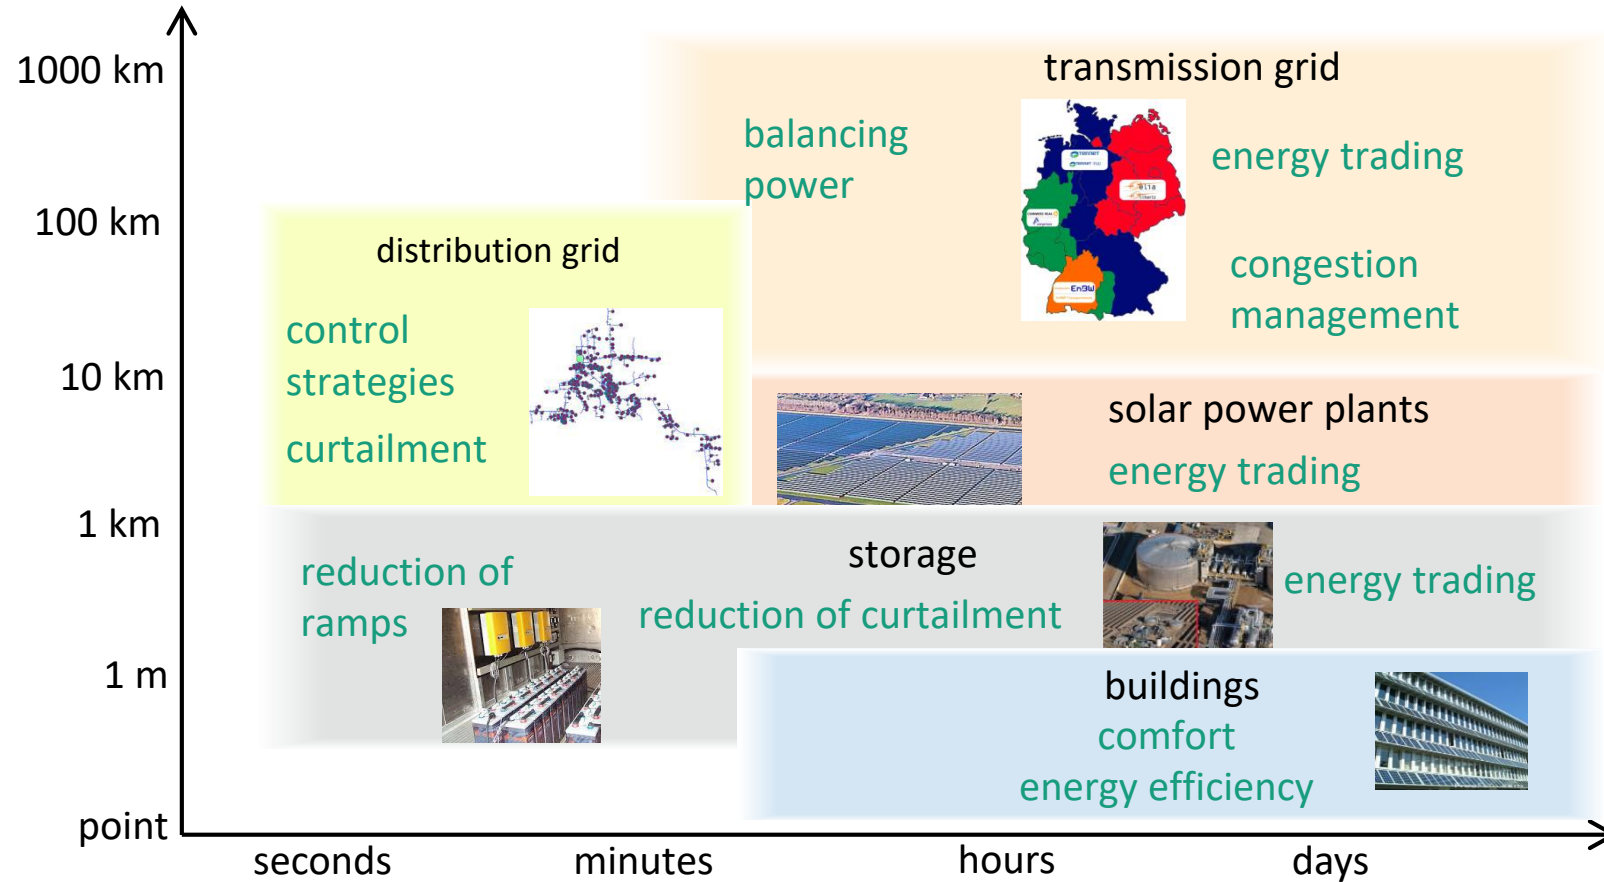 1000 km
transmission grid
balancing
power
energy trading
100 km
distribution grid
EnBW
congestion
management
control
strategies
10 km
curtailment
solar power plants
energy trading
1 km
storage
reduction of
ramps
reduction of curtailment
energy trading
1 m
buildings
comfort
energy efficiency
point
seconds
minutes
hours
days